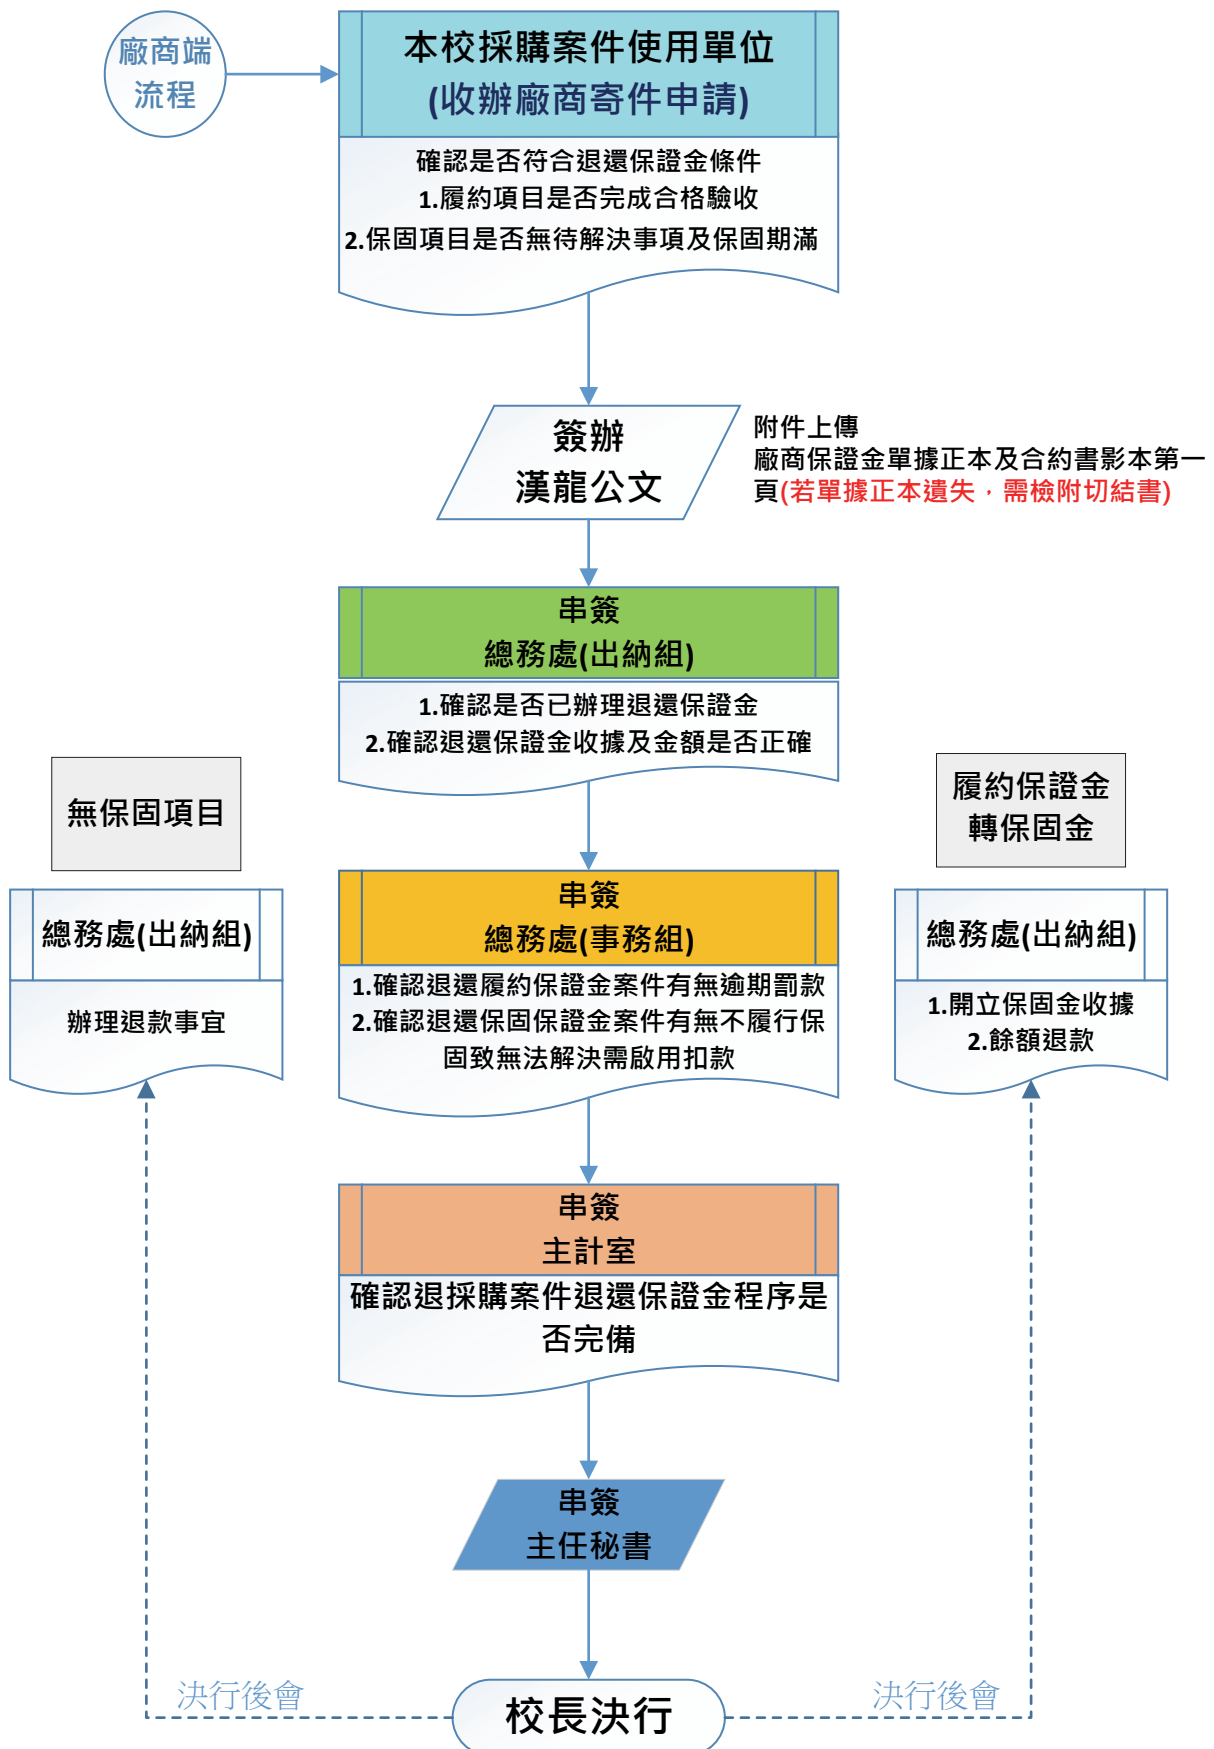 廠商端
流程
本校採購案件使用單位
(收辦廠商寄件申請)
確認是否符合退還保證金條件
1.履約項目是否完成合格驗收
2.保固項目是否無待解決事項及保固期滿
簽辦
漢龍公文
附件上傳
廠商保證金單據正本及合約書影本第一
頁(若單據正本遺失，需檢附切結書)
串簽
總務處(出納組)
1.確認是否已辦理退還保證金
2.確認退還保證金收據及金額是否正確
無保固項目
總務處(出納組)
辦理退款事宜
履約保證金
轉保固金
總務處(出納組)
1.開立保固金收據
2.餘額退款
串簽
總務處(事務組)
1.確認退還履約保證金案件有無逾期罰款
2.確認退還保固保證金案件有無不履行保
固致無法解決需啟用扣款
串簽
主計室
確認退採購案件退還保證金程序是
否完備
串簽
主任秘書
決行後會
校長決行
決行後會